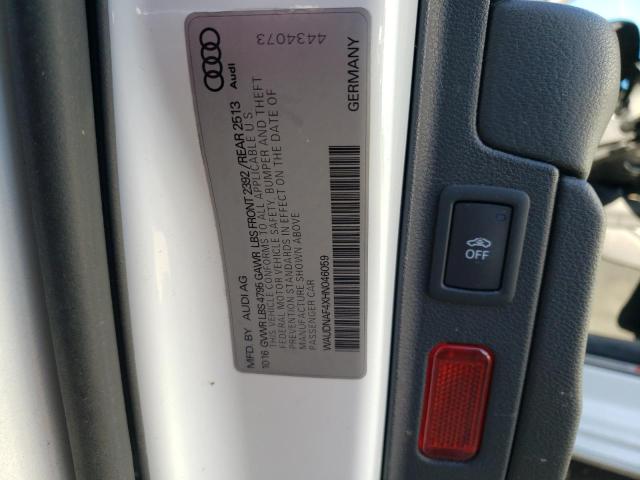 MFD. BY AUDI AG
10 16 GVWR LBS 4795 GAWR LBS FRONT 2392 / REAR 2513
THIS VEHICLE CONFORMS TO ALL APPLICABLE U S
FEDERAL MOTOR VEHICLE SAFETY, BUMPER AND THEFT
PREVENTION STANDARDS IN EFFECT ON THE DATE OF
MANUFACTURE SHOWN ABOVE
PASSENGER CAR
WAUDNAF4XHN046059
Audi
4434073
GERMANY
OFF